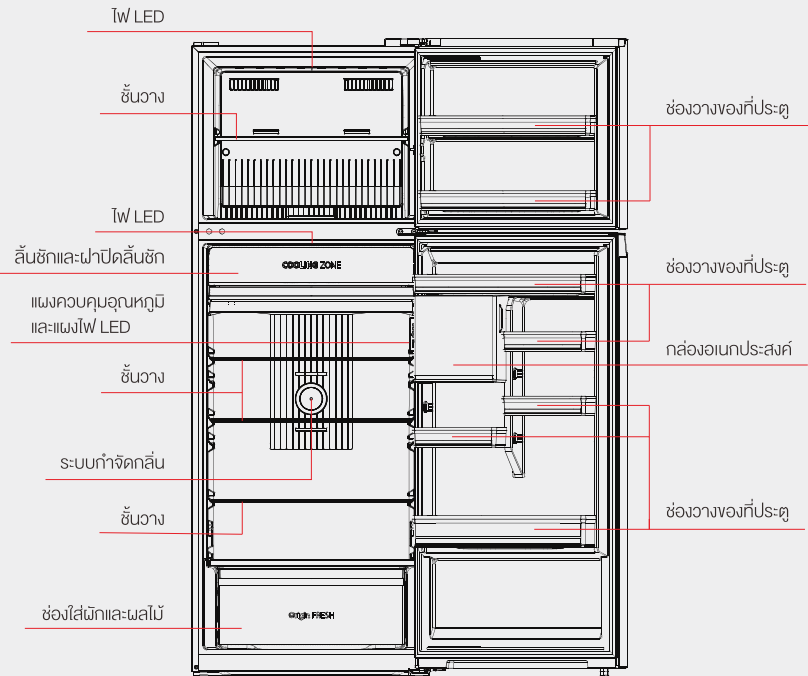 ไฟ LED
ชั้นวาง
ช่องวางของที่ประตู
ไฟ LED
ลิ้นชักและฝาปิดลิ้นชัก
COOLING ZONE
ช่องวางของที่ประตู
แผงควบคุมอุณหภูมิ
และแผงไฟ LED
กล่องอเนกประสงค์
ชั้นวาง
ระบบกำจัดกลิ่น
ชั้นวาง
ช่องวางของที่ประตู
ช่องใส่ผักและผลไม้
Origin FRESH